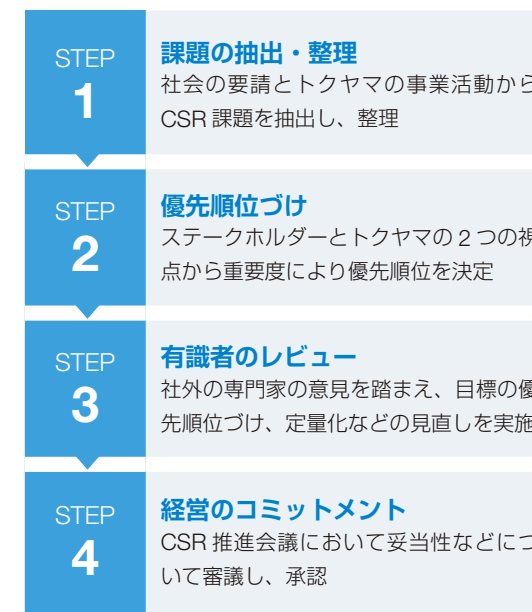 STEP
1
課題の抽出・整理
社会の要請とトクヤマの事業活動から
CSR 課題を抽出し、整理
STEP
2
優先順位づけ
ステークホルダーとトクヤマの 2 つの視
点から重要度により優先順位を決定
STEP
3
有識者のレビュー
社外の専門家の意見を踏まえ、目標の優
先順位づけ、定量化などの見直しを実施
STEP
4
経営のコミットメント
CSR 推進会議において妥当性などにつ
いて審議し、承認